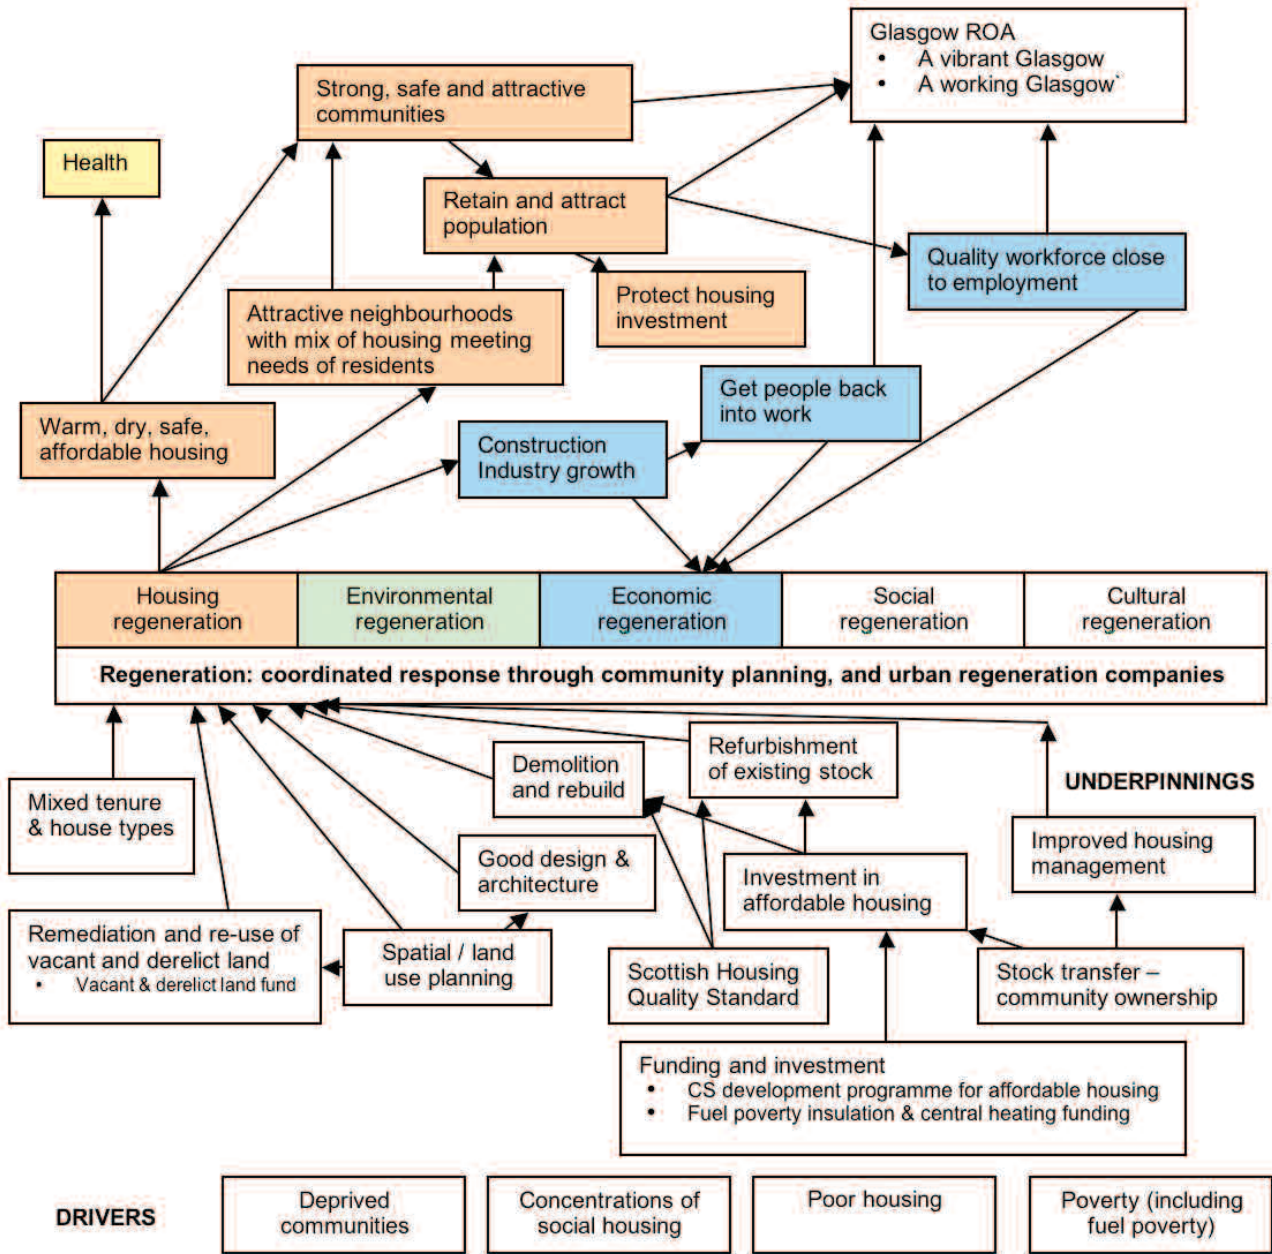 Glasgow ROA
• A vibrant Glasgow
• A working Glasgow`
Strong, safe and attractive
communities
Health
Retain and attract
population
Quality workforce close
to employment
Protect housing
investment
Attractive neighbourhoods
with mix of housing meeting
needs of residents
Get people back
into work
Warm, dry, safe,
affordable housing
Construction
Industry growth
Housing
regeneration
Environmental
regeneration
Economic
regeneration
Social
regeneration
Cultural
regeneration
Regeneration: coordinated response through community planning, and urban regeneration companies
Refurbishment
of existing stock
Demolition
and rebuild
UNDERPINNINGS
Mixed tenure
& house types
Improved housing
management
Good design &
architecture
Investment in
affordable housing
Remediation and re-use of
vacant and derelict land
• Vacant & derelict land fund
Spatial / land
use planning
Scottish Housing
Quality Standard
Stock transfer –
community ownership
Funding and investment
• CS development programme for affordable housing
• Fuel poverty insulation & central heating funding
DRIVERS
Deprived
communities
Concentrations of
social housing
Poor housing
Poverty (including
fuel poverty)